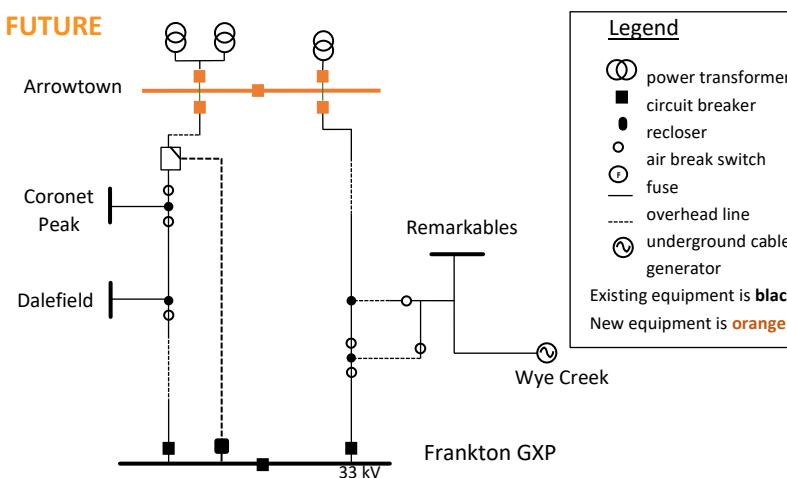 FUTURE
Arrowtown
Coronet
Peak
Dalefield
Remarkables
Wye Creek
Frankton GXP
33 kV
Legend
power transformer
circuit breaker
recloser
air break switch
F
fuse
overhead line
underground cable
generator
Existing equipment is blac
New equipment is orange